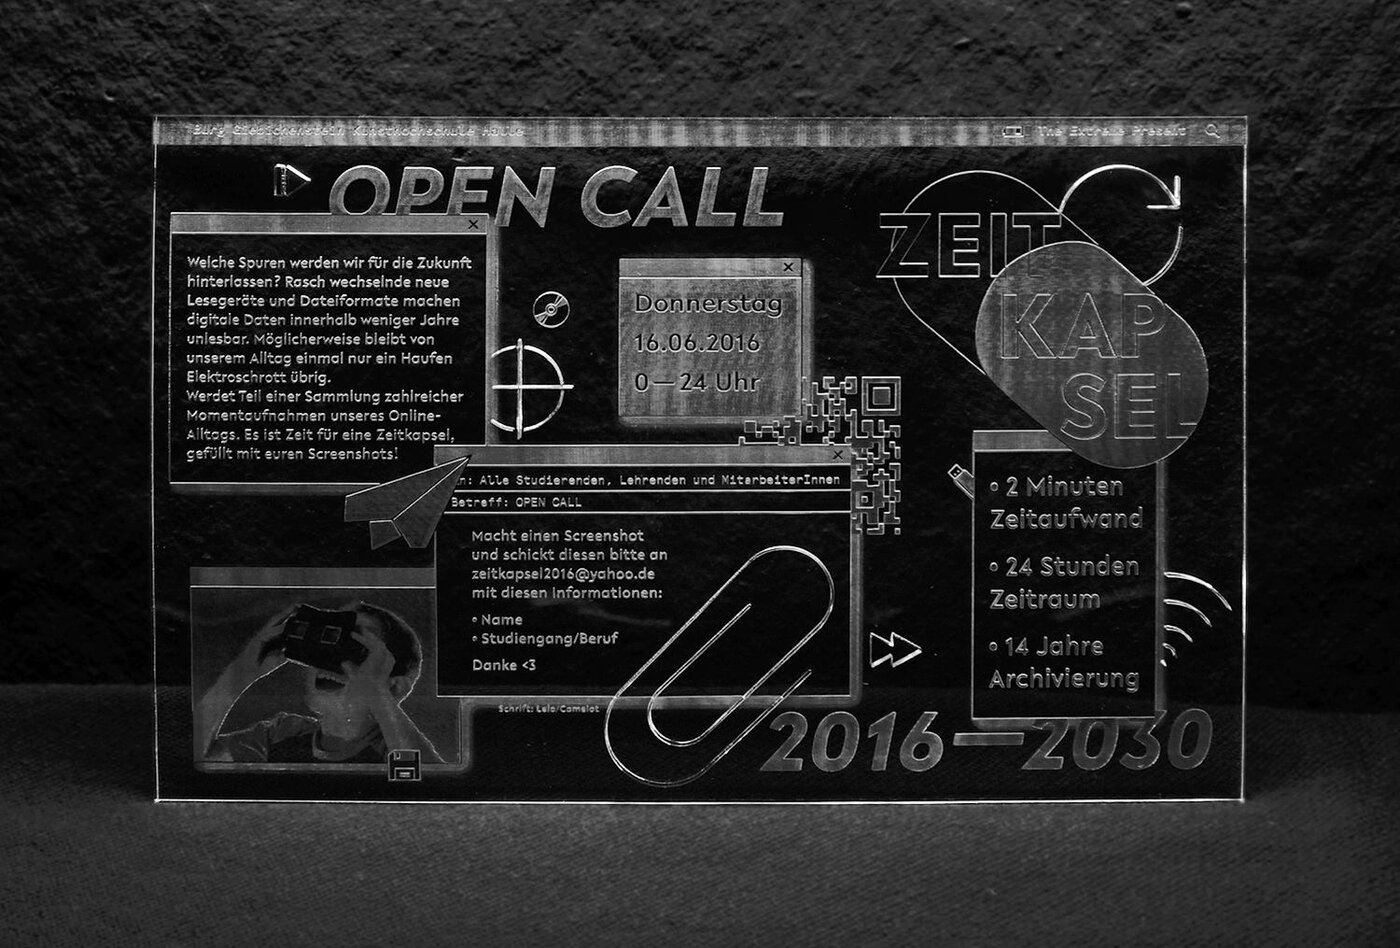 Burg Giebichenstein Kunsthochschule Halle
The Extreme Present
OPEN CALL
Welche Spuren werden wir für die Zukunft
hinterlassen? Rasch wechselnde neue
Lesegeräte und Dateiformate machen
digitale Daten innerhalb weniger Jahre
unlesbar. Möglicherweise bleibt von
unserem Alltag einmal nur ein Haufen
Elektroschrott übrig.
Werdet Teil einer Sammlung zahlreicher
Momentaufnahmen unseres Online-
Alltags. Es ist Zeit für eine Zeitkapsel,
gefüllt mit euren Screenshots!
Donnerstag
16.06.2016
0—24 Uhr
ZEIT
KAP
SEL
n: Alle Studierenden, Lehrenden und MitarbeiterInnen
Betreff: OPEN CALL
Macht einen Screenshot
und schickt diesen bitte an
zeitkapsel2016@yahoo.de
mit diesen Informationen:
• Name
• Studiengang/Beruf
Danke <3
Schrift: Lelo/Camelot
• 2 Minuten
Zeitaufwand
• 24 Stunden
Zeitraum
• 14 Jahre
Archivierung
2016—2030